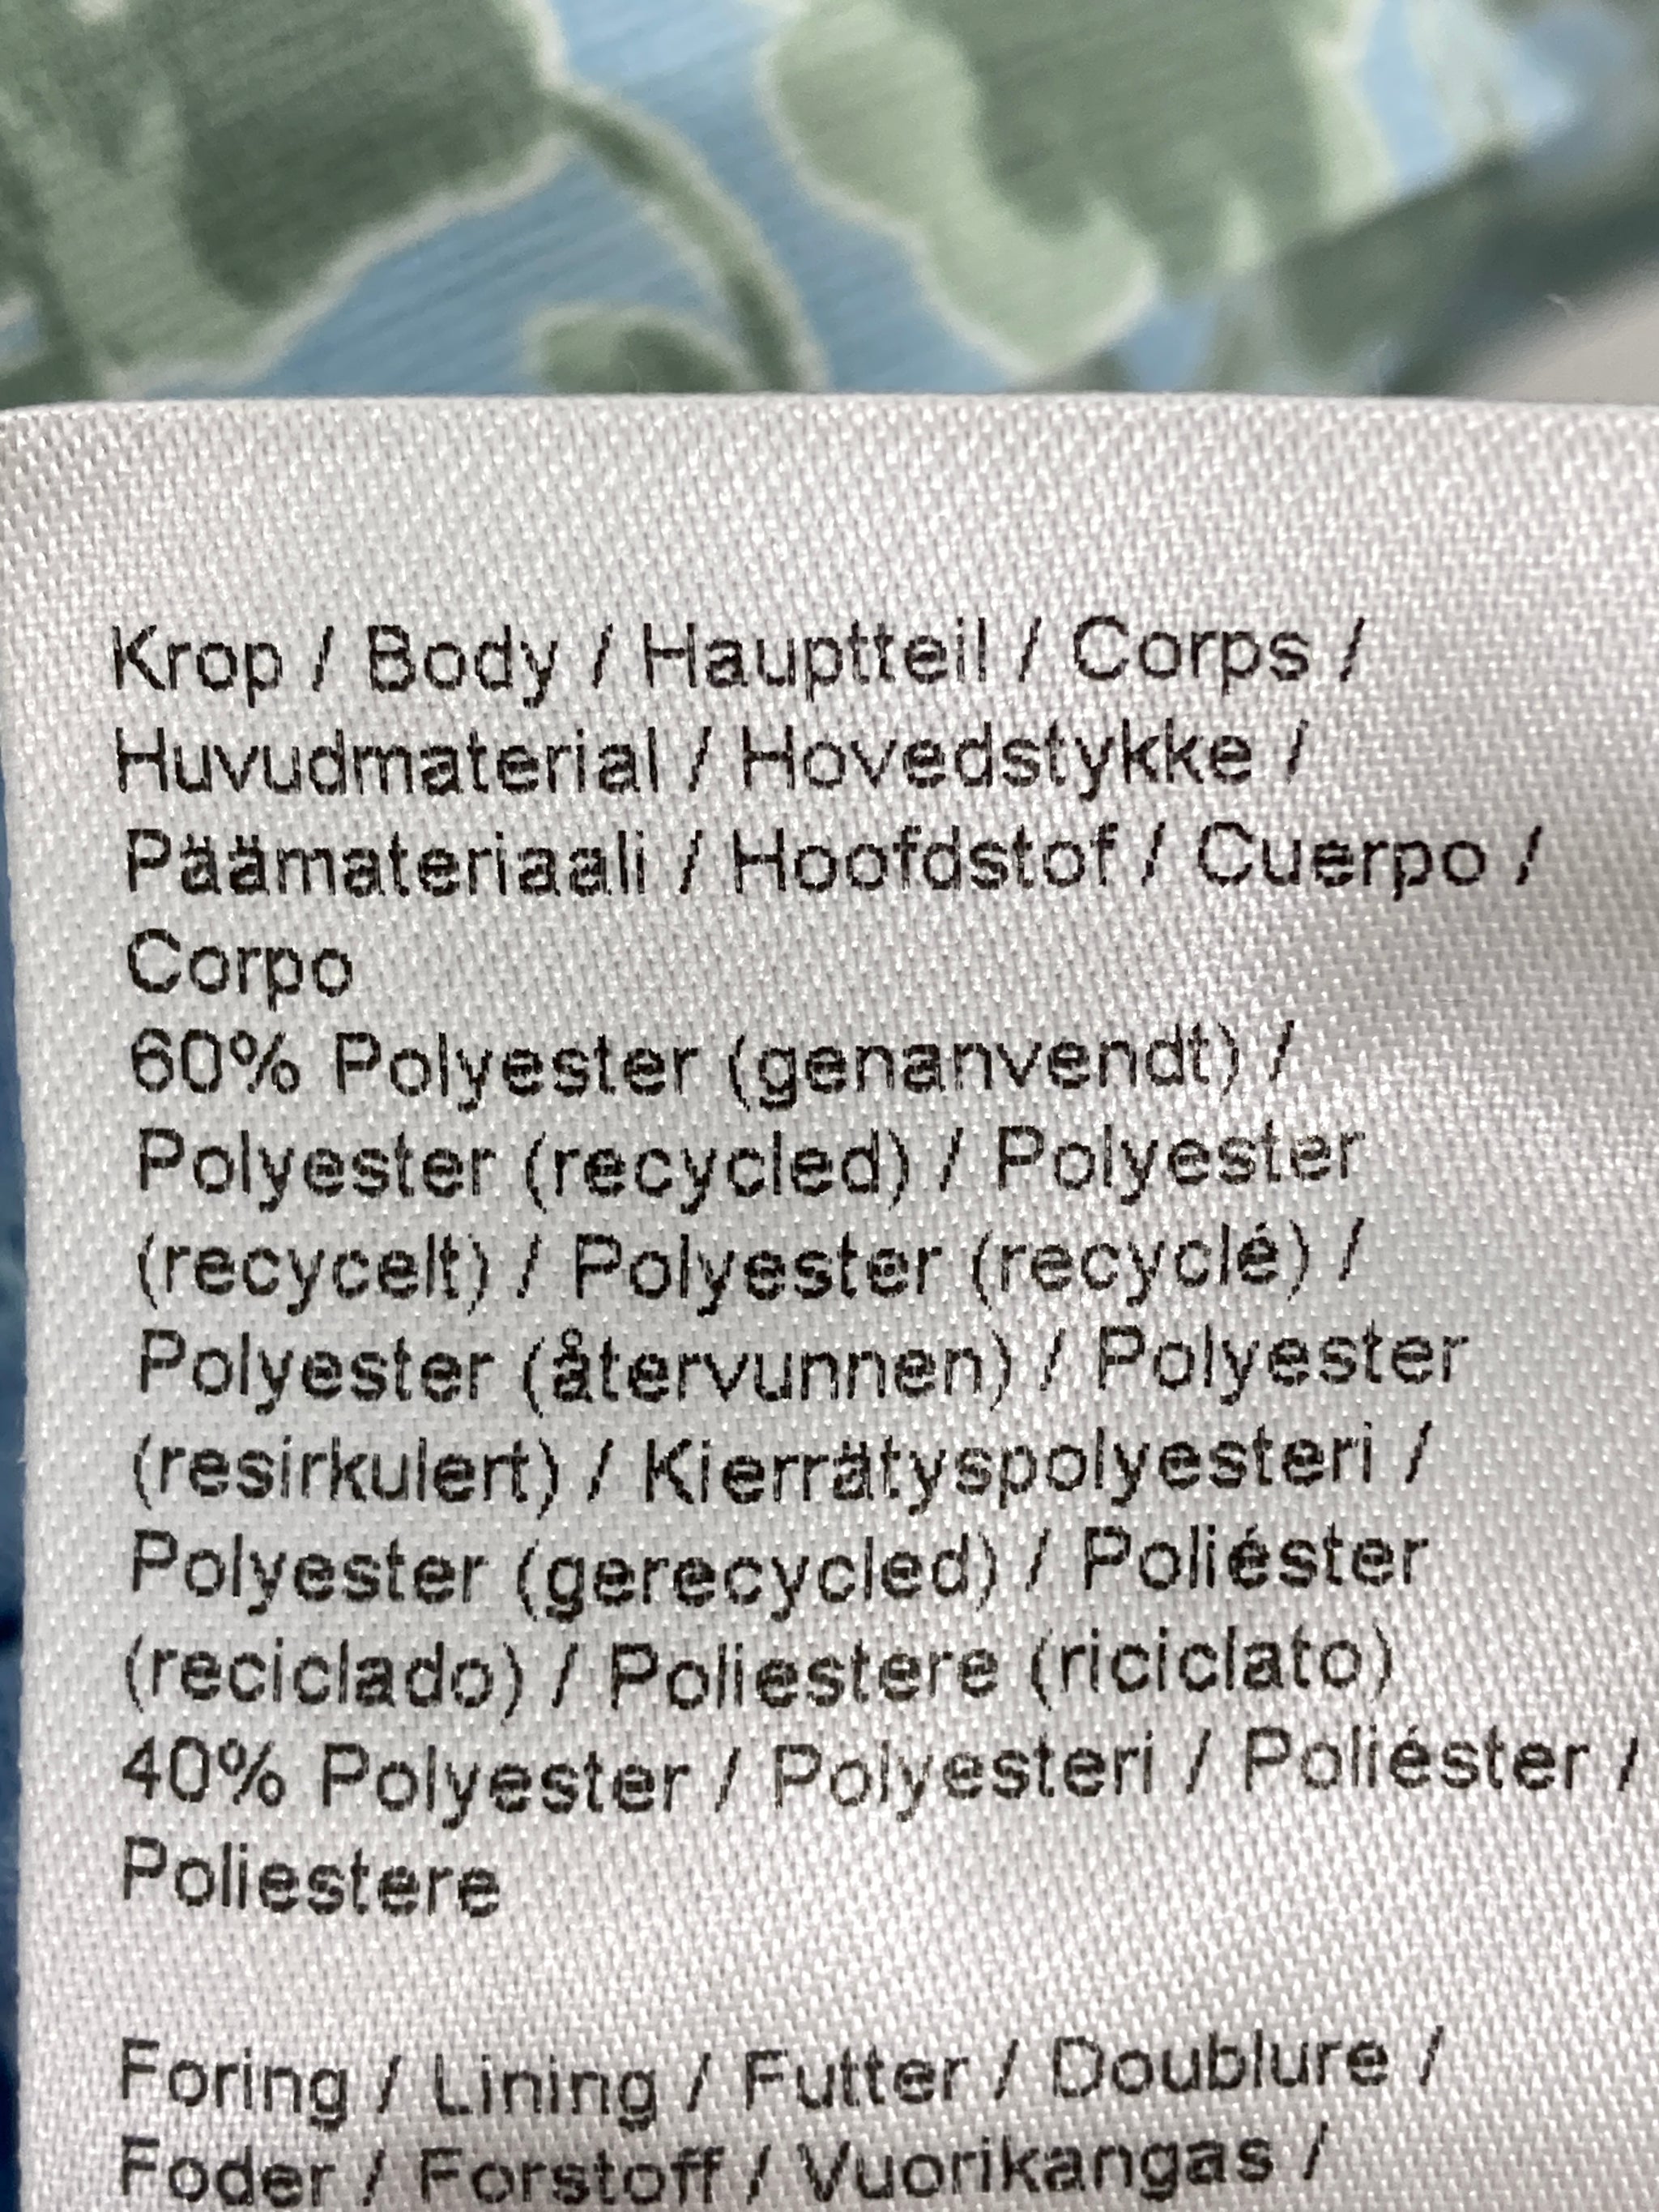 Krop / Body / Hauptteil / Corps /
Huvudmaterial / Hovedstykke /
Päämateriaali / Hoofdstof / Cuerpo /
Corpo
60% Polyester (genanvendt) /
Polyester (recycled) / Polyester
(recycelt) / Polyester (recyclé) /
Polyester (återvunnen) / Polyester
(resirkulert) / Kierrätyspolyesteri /
Polyester (gerecycled) / Poliéster
(reciclado) / Poliestere (riciclato)
40% Polyester / Polyesteri / Poliéster /
Poliestere
Foring / Lining / Futter / Doublure /
Foder / Forstoff / Vuorikangas /